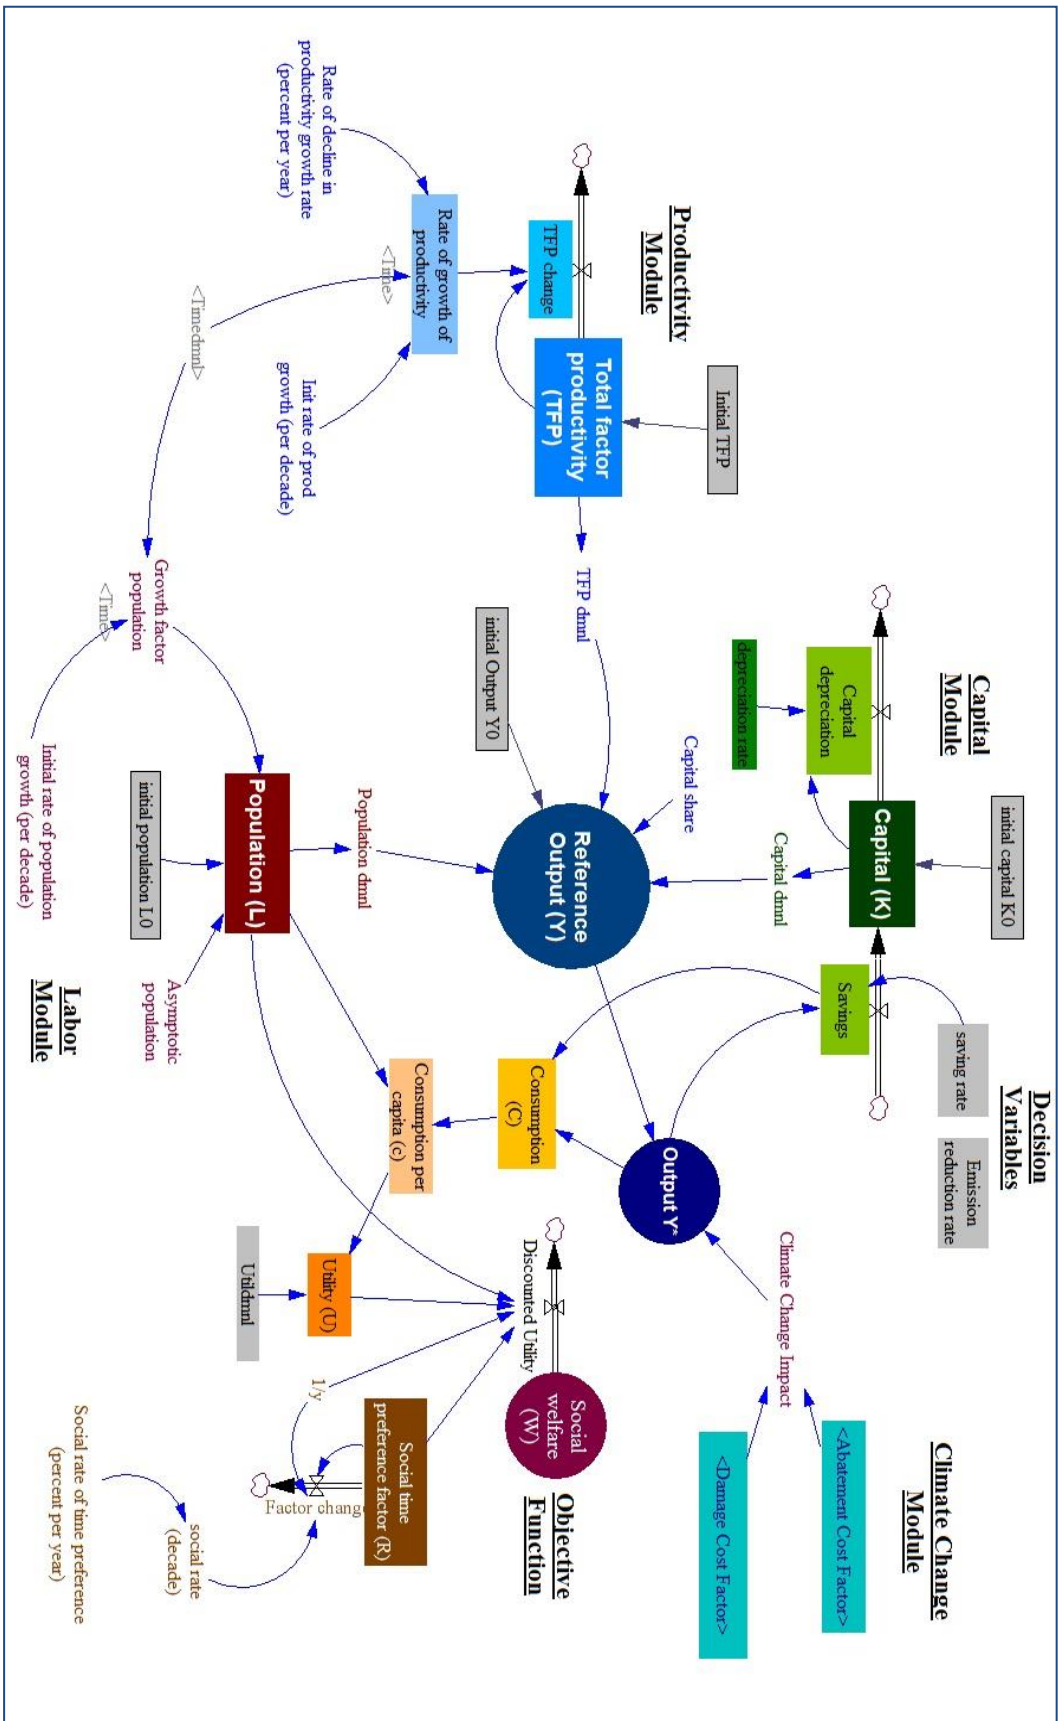 Productivity
Module
Initial TFP
TFP change
Total factor
productivity
(TFP)
Rate of decline in
productivity growth rate
(percent per year)
Rate of growth of
productivity
<Time>
<Timedmnl>
Init rate of prod
growth (per decade)
TFP dmnl
Capital
Module
initial capital K0
Capital
depreciation
depreciation rate
Capital (K)
Capital dmnl
Capital share
initial Output Y0
Reference
Output (Y)
Growth factor
population
<Time>
Initial rate of population
growth (per decade)
initial population L0
Population (L)
Population dmnl
Asymptotic
population
Labor
Module
Decision
Variables
saving rate
Emission
reduction rate
Savings
Output Y*
Consumption
(C)
Consumption per
capita (c)
Utility (U)
Utildmnl
Climate Change
Module
<Abatement Cost Factor>
<Damage Cost Factor>
Climate Change Impact
Objective
Function
Social
welfare
(W)
Discounted Utility
1/y
Social time
preference factor (R)
Factor change
social rate
(decade)
Social rate of time preference
(percent per year)